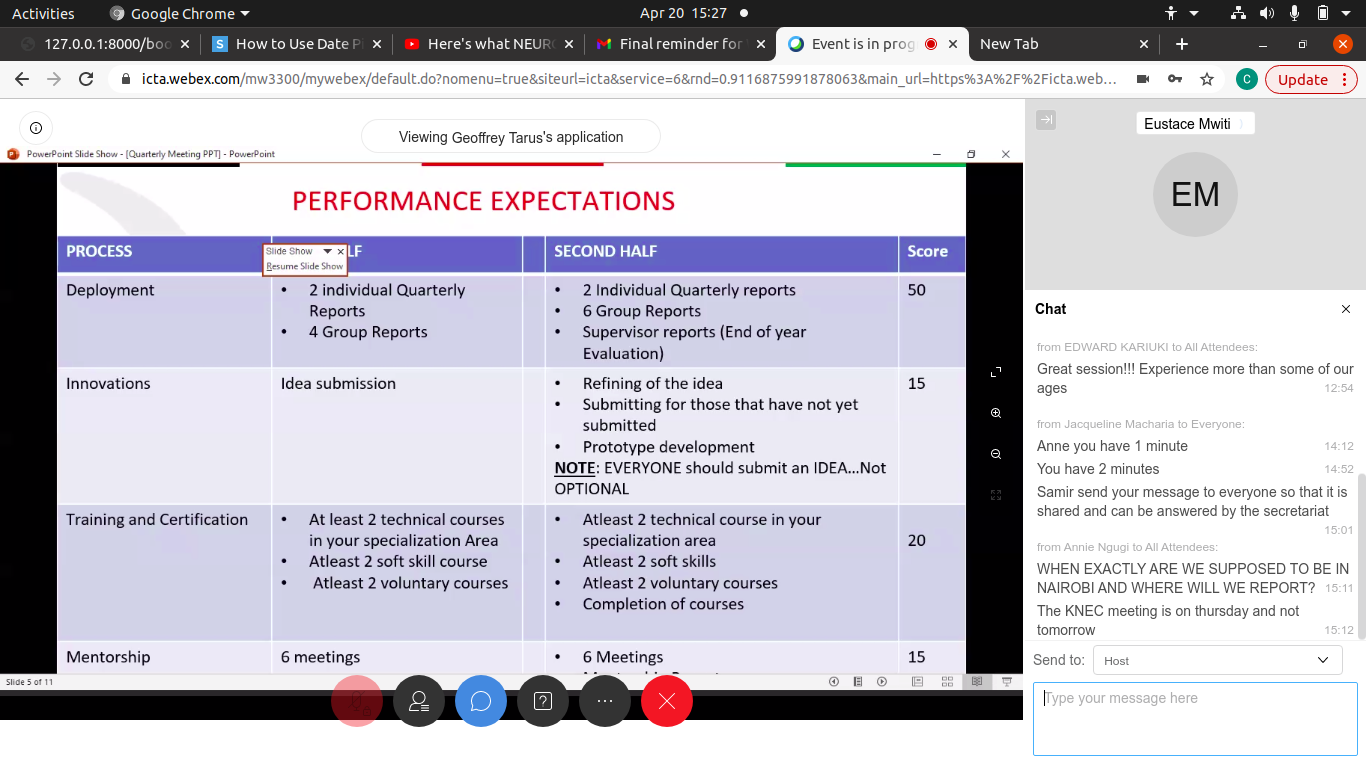 Activities
Google Chrome
Apr 20 15:27
127.0.0.1:8000/boo
How to Use Date P
Here's what NEUR
Final reminder for
Event is in prog
New Tab
icta.webex.com/mw3300/mywebex/default.do?nomenu=true&siteurl=icta&service=6&rnd=0.9116875991878063&main_url=https%3A%2F%2Ficta.web...
C
Update
Viewing Geoffrey Tarus's application
PowerPoint Slide Show - [Quarterly Meeting PPT] - PowerPoint
PERFORMANCE EXPECTATIONS
PROCESS
LF
SECOND HALF
Score
Slide Show
Resume Slide Show
Deployment
• 2 individual Quarterly
Reports
• 4 Group Reports
• 2 Individual Quarterly reports
• 6 Group Reports
• Supervisor reports (End of year
Evaluation)
50
Innovations
Idea submission
• Refining of the idea
• Submitting for those that have not yet
submitted
• Prototype development
NOTE: EVERYONE should submit an IDEA...Not
OPTIONAL
15
Training and Certification
• At least 2 technical courses
in your specialization Area
• Atleast 2 soft skill course
• Atleast 2 voluntary courses
• Atleast 2 technical course in your
specialization area
• Atleast 2 soft skills
• Atleast 2 voluntary courses
• Completion of courses
20
Mentorship
6 meetings
• 6 Meetings
15
Slide 5 of 11
Eustace Mwiti
EM
Chat
from EDWARD KARIUKI to All Attendees:
Great session!!! Experience more than some of our
ages 12:54
from Jacqueline Macharia to Everyone:
Anne you have 1 minute 14:12
You have 2 minutes 14:52
Samir send your message to everyone so that it is
shared and can be answered by the secretariat
15:01
from Annie Ngugi to All Attendees:
WHEN EXACTLY ARE WE SUPPOSED TO BE IN
NAIROBI AND WHERE WILL WE REPORT? 15:11
The KNEC meeting is on thursday and not
tomorrow 15:12
Send to: Host
Type your message here